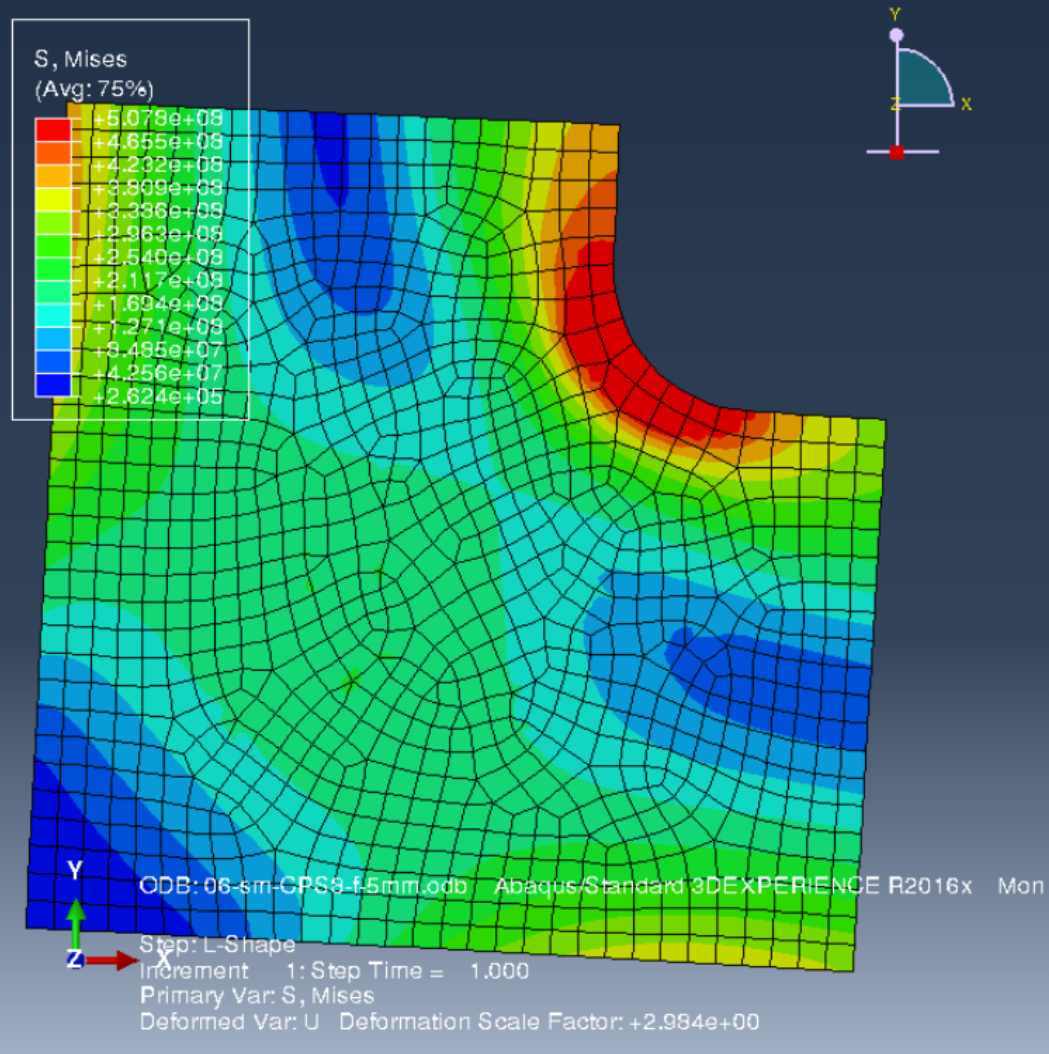 Y
Z X
S, Mises
(Avg: 75%)
+5.078e+08
+4.655e+08
+4.232e+08
+3.809e+08
+3.386e+08
+2.963e+08
+2.540e+08
+2.117e+08
+1.694e+08
+1.271e+08
+8.485e+07
+4.256e+07
+2.624e+05
Y
ODB: 06-sm-CPS8-f-5mm.odb Abaqus/Standard 3DEXPERIENCE R2016x Mon
Z X
Step: L-Shape
Increment 1: Step Time = 1.000
Primary Var: S, Mises
Deformed Var: U Deformation Scale Factor: +2.984e+00